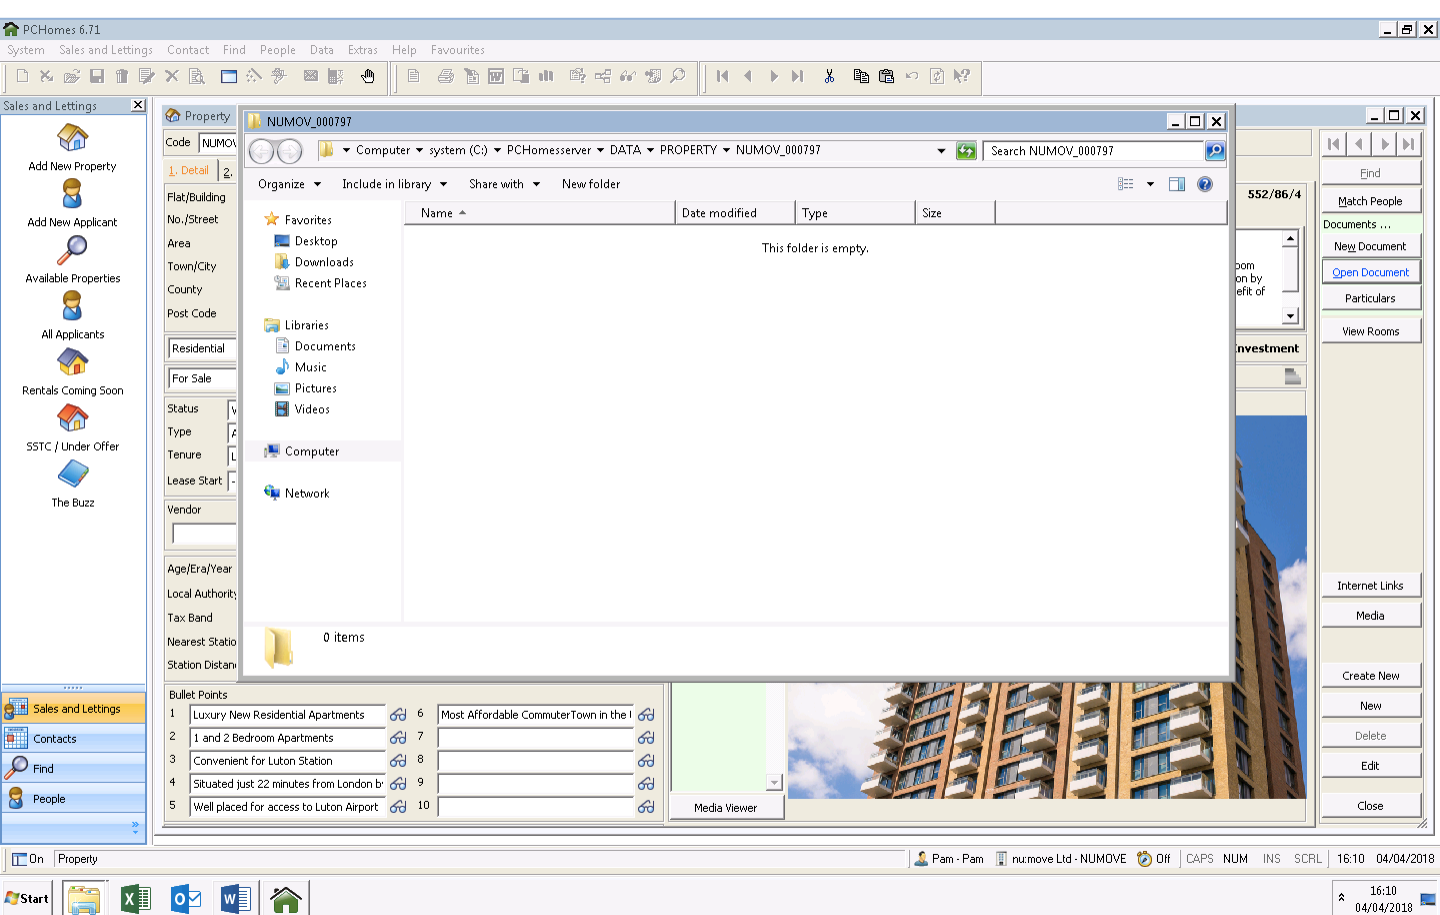 PCHomes 6.71
System Sales and Lettings Contact Find People Data Extras Help Favourites
Sales and Lettings
Add New Property
Add New Applicant
Available Properties
All Applicants
Rentals Coming Soon
SSTC / Under Offer
The Buzz
Sales and Lettings
Contacts
Find
People
Property
Code NUMOV
1. Detail 2.
Flat/Building
No./Street
Area
Town/City
County
Post Code
Residential
For Sale
Status
Type
Tenure L
Lease Start -
Vendor
Age/Era/Year
Local Authority
Tax Band
Nearest Statio
Station Distan
NUMOV_000797
Computer system (C:) PCHomesserver DATA PROPERTY NUMOV_000797
Search NUMOV_000797
Organize Include in library Share with New folder
Favorites
Desktop
Downloads
Recent Places
Libraries
Documents
Music
Pictures
Videos
Computer
Network
Name Date modified Type Size
This folder is empty.
0 items
552/86/4
oom
on by
efit of
nvestment
Bullet Points
1 Luxury New Residential Apartments 6 Most Affordable CommuterTown in the
2 1 and 2 Bedroom Apartments 7
3 Convenient for Luton Station 8
4 Situated just 22 minutes from London b 9
5 Well placed for access to Luton Airport 10
Media Viewer
Find
Match People
Documents ...
New Document
Open Document
Particulars
View Rooms
Internet Links
Media
Create New
New
Delete
Edit
Close
On Property Pam - Pam nu:move Ltd - NUMOVE Off CAPS NUM INS SCRL 16:10 04/04/2018
Start
16:10
04/04/2018